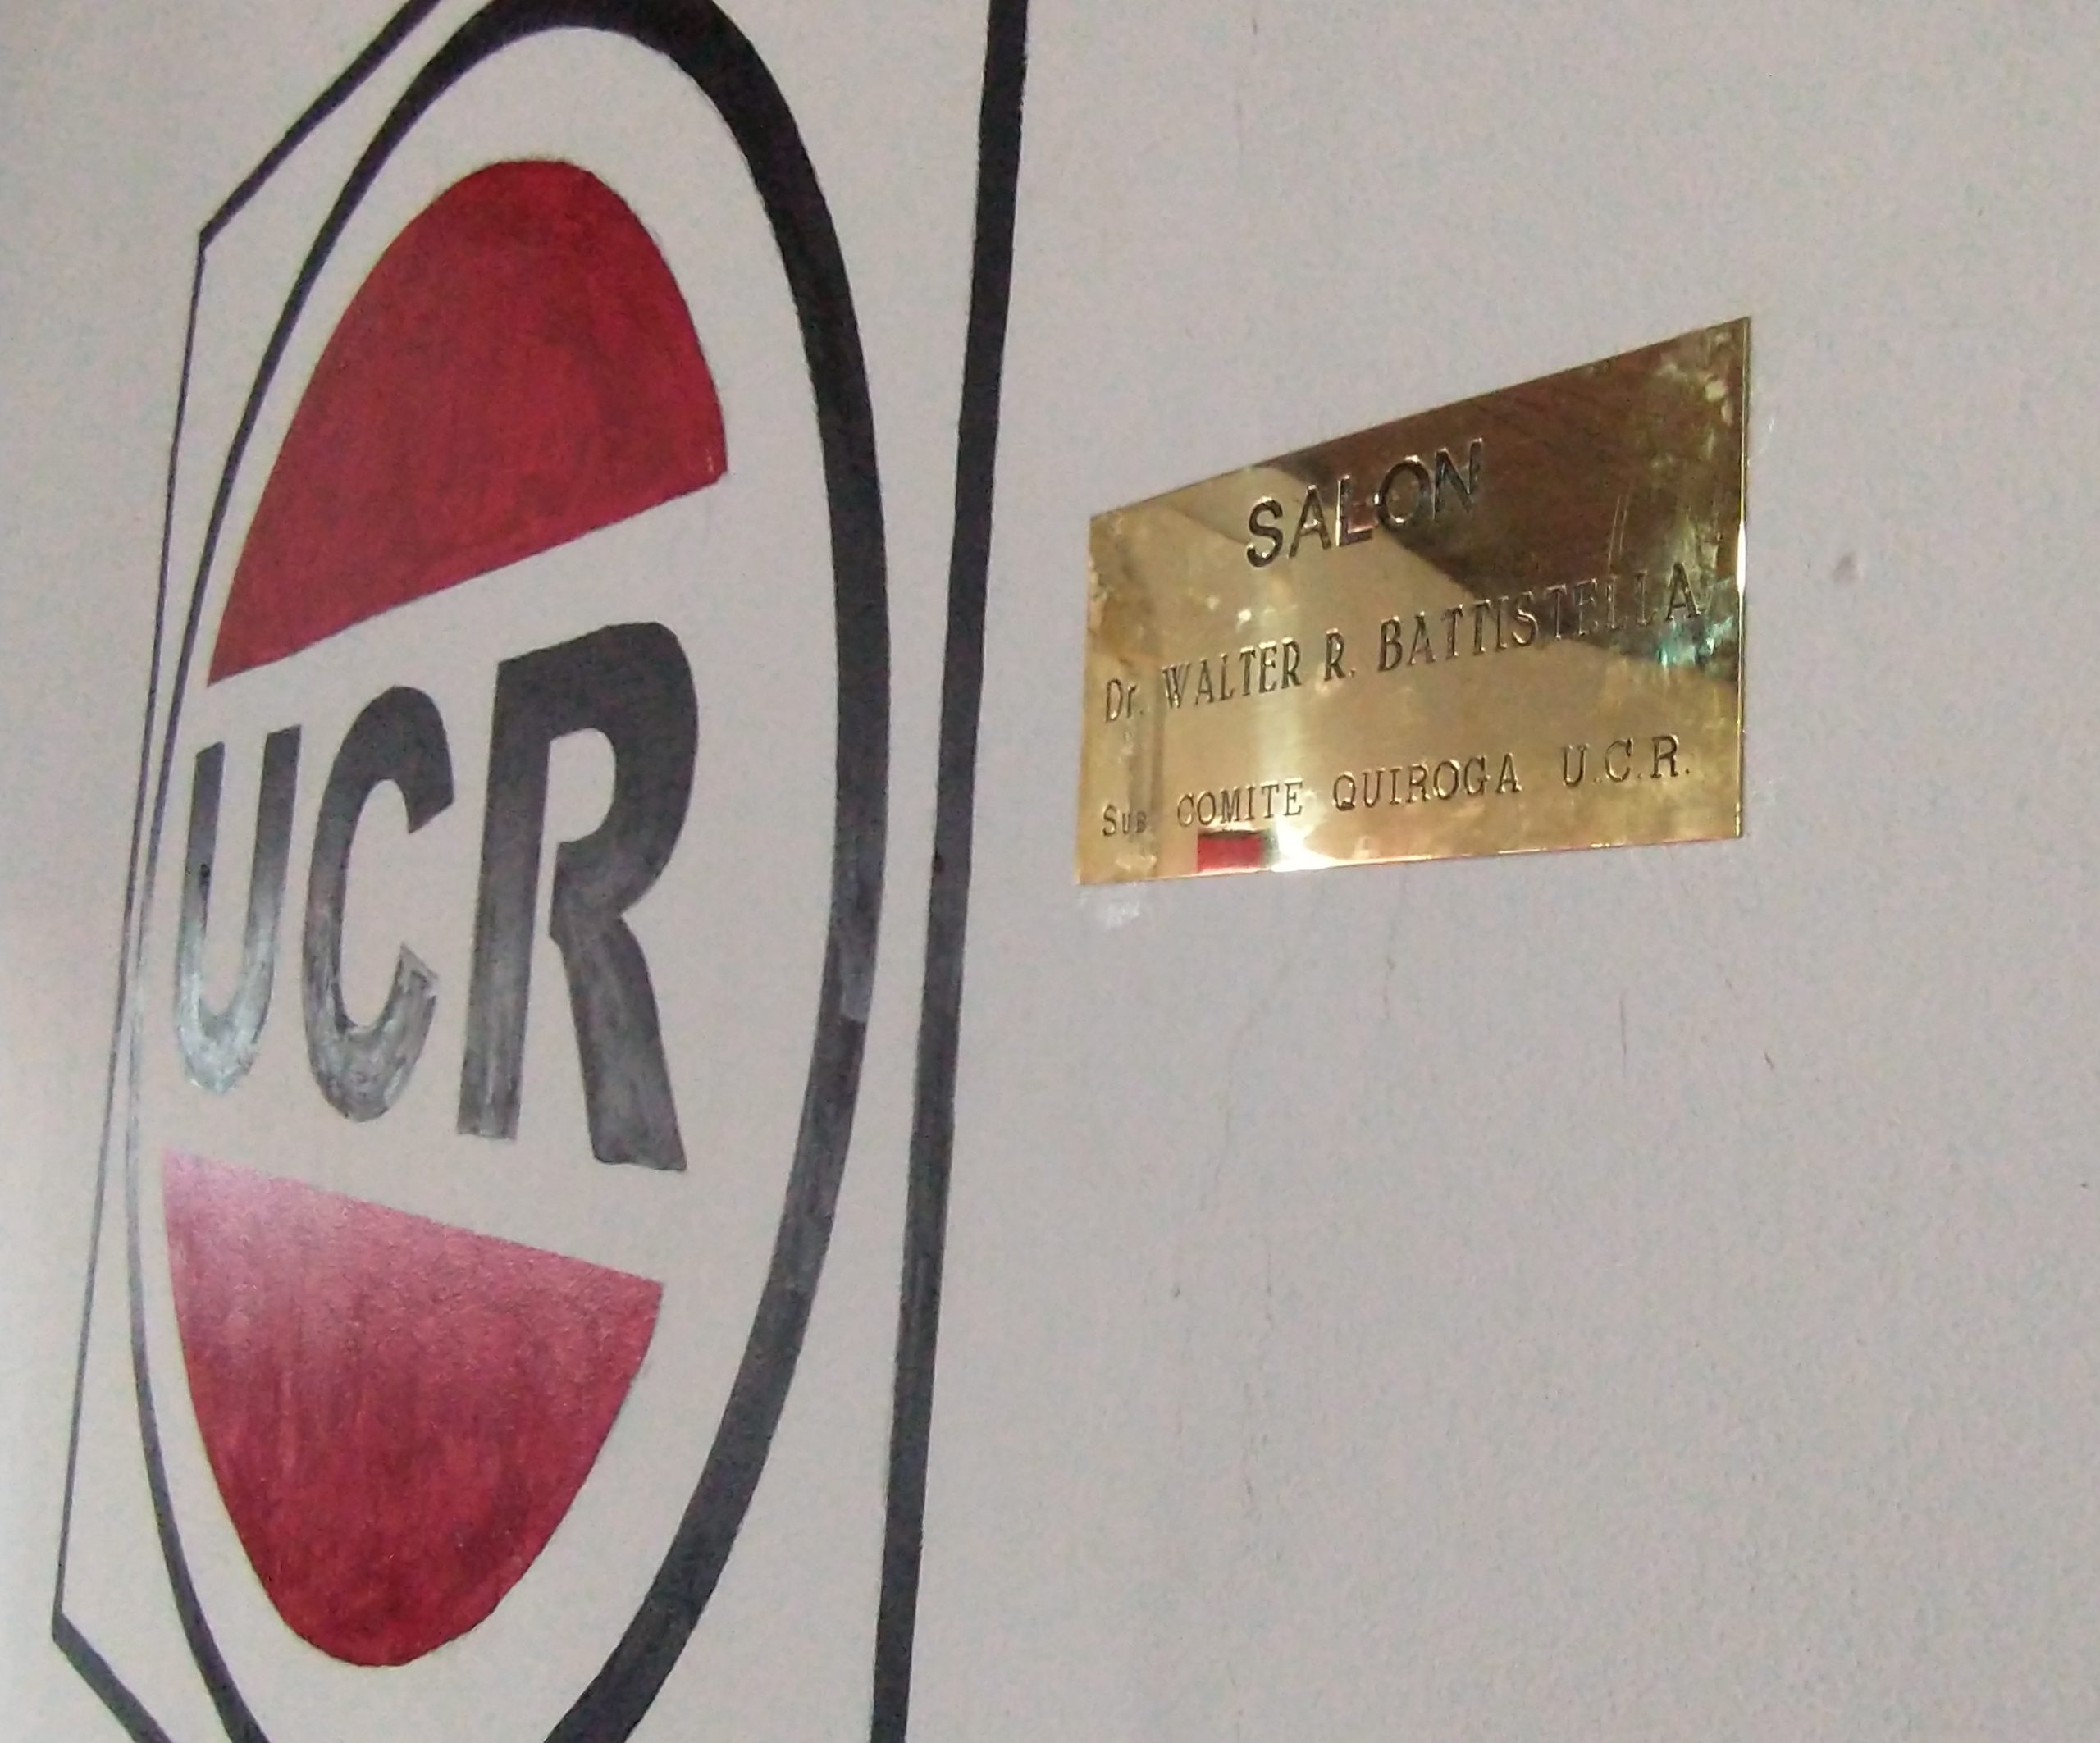 UCR
SALON
Dr. WALTER R. BATTISTELLA
SUB COMITE QUIROGA U.C.R.